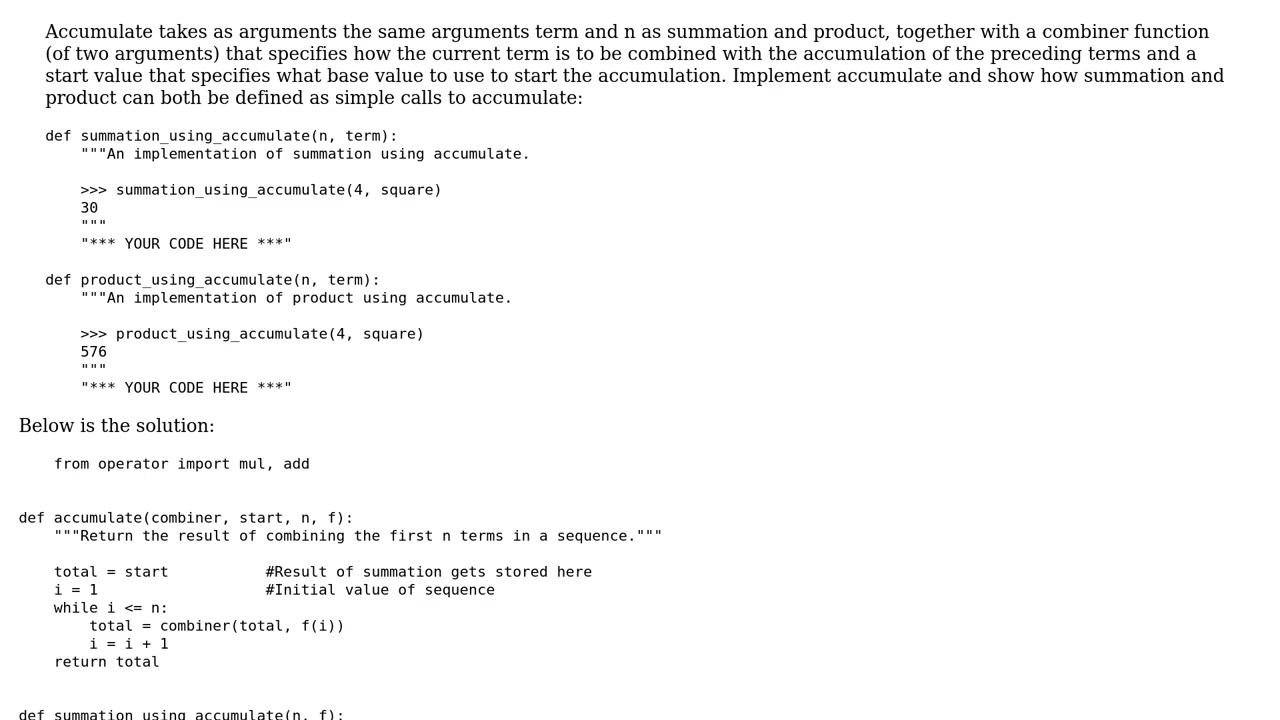 Accumulate takes as arguments the same arguments term and n as summation and product, together with a combiner function
(of two arguments) that specifies how the current term is to be combined with the accumulation of the preceding terms and a
start value that specifies what base value to use to start the accumulation. Implement accumulate and show how summation and
product can both be defined as simple calls to accumulate:
def summation_using_accumulate(n, term):
    """An implementation of summation using accumulate.
    >>> summation_using_accumulate(4, square)
    30
    """
    "*** YOUR CODE HERE ***"
def product_using_accumulate(n, term):
    """An implementation of product using accumulate.
    >>> product_using_accumulate(4, square)
    576
    """
    "*** YOUR CODE HERE ***"
Below is the solution:
    from operator import mul, add
def accumulate(combiner, start, n, f):
    """Return the result of combining the first n terms in a sequence."""
    total = start           #Result of summation gets stored here
    i = 1                   #Initial value of sequence
    while i <= n:
        total = combiner(total, f(i))
        i = i + 1
    return total
def summation_using_accumulate(n, f):